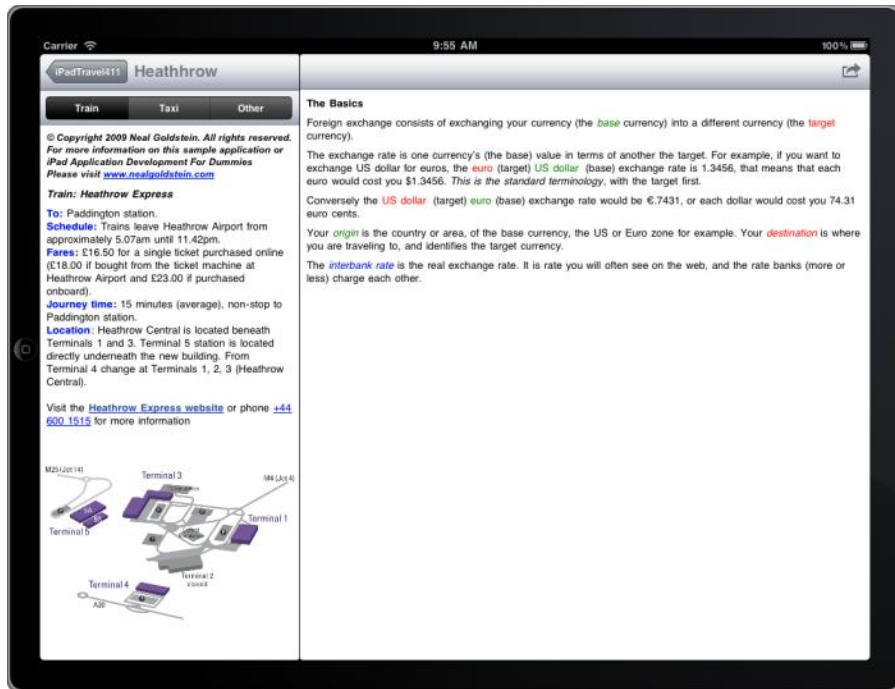 Carrier
9:55 AM
100%
iPadTravel411
Heathhrow
Train
Taxi
Other
© Copyright 2009 Neal Goldstein. All rights reserved.
For more information on this sample application or
iPad Application Development For Dummies
Please visit www.nealgoldstein.com
Train: Heathrow Express
To: Paddington station.
Schedule: Trains leave Heathrow Airport from
approximately 5.07am until 11.42pm.
Fares: £16.50 for a single ticket purchased online
(£18.00 if bought from the ticket machine at
Heathrow Airport and £23.00 if purchased
onboard).
Journey time: 15 minutes (average), non-stop to
Paddington station.
Location: Heathrow Central is located beneath
Terminals 1 and 3. Terminal 5 station is located
directly underneath the new building. From
Terminal 4 change at Terminals 1, 2, 3 (Heathrow
Central).
Visit the Heathrow Express website or phone +44
600 1515 for more information
M25 (Jct 14)
Terminal 3
M4 (Jct 4)
Terminal 1
Terminal 5
Terminal 2
closed
Terminal 4
A30
The Basics
Foreign exchange consists of exchanging your currency (the base currency) into a different currency (the target
currency).
The exchange rate is one currency's (the base) value in terms of another the target. For example, if you want to
exchange US dollar for euros, the euro (target) US dollar (base) exchange rate is 1.3456, that means that each
euro would cost you $1.3456. This is the standard terminology, with the target first.
Conversely the US dollar (target) euro (base) exchange rate would be €.7431, or each dollar would cost you 74.31
euro cents.
Your origin is the country or area, of the base currency, the US or Euro zone for example. Your destination is where
you are traveling to, and identifies the target currency.
The interbank rate is the real exchange rate. It is rate you will often see on the web, and the rate banks (more or
less) charge each other.